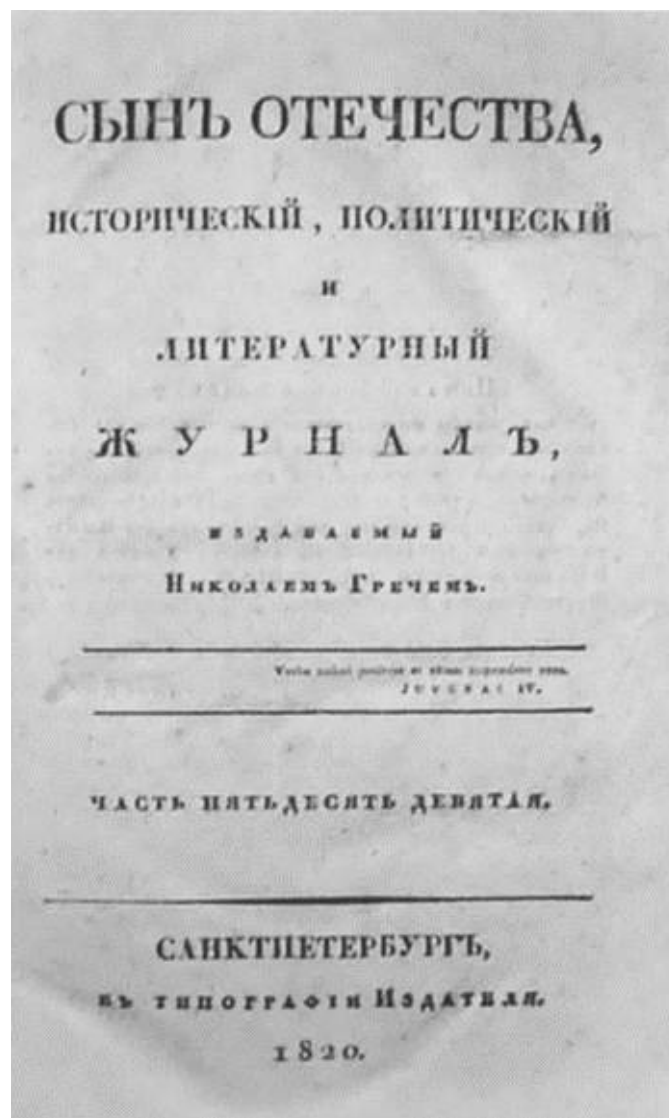 СЫНЪ ОТЕЧЕСТВА,
ИСТОРИЧЕСКІЙ, ПОЛИТИЧЕСКІЙ
И
ЛИТЕРАТУРНЫЙ
ЖУРНАЛЪ,
ИЗДАВАЕМЫЙ
НИКОЛАЕМЪ ГРЕЧЕМЪ.
JUVENAL IV.
ЧАСТЬ ПЯТЬДЕСЯТЬ ДЕВЯТАЯ.
САНКТПЕТЕРБУРГЪ,
ВЪ ТИПОГРАФІИ ИЗДАТЕЛЯ.
1820.